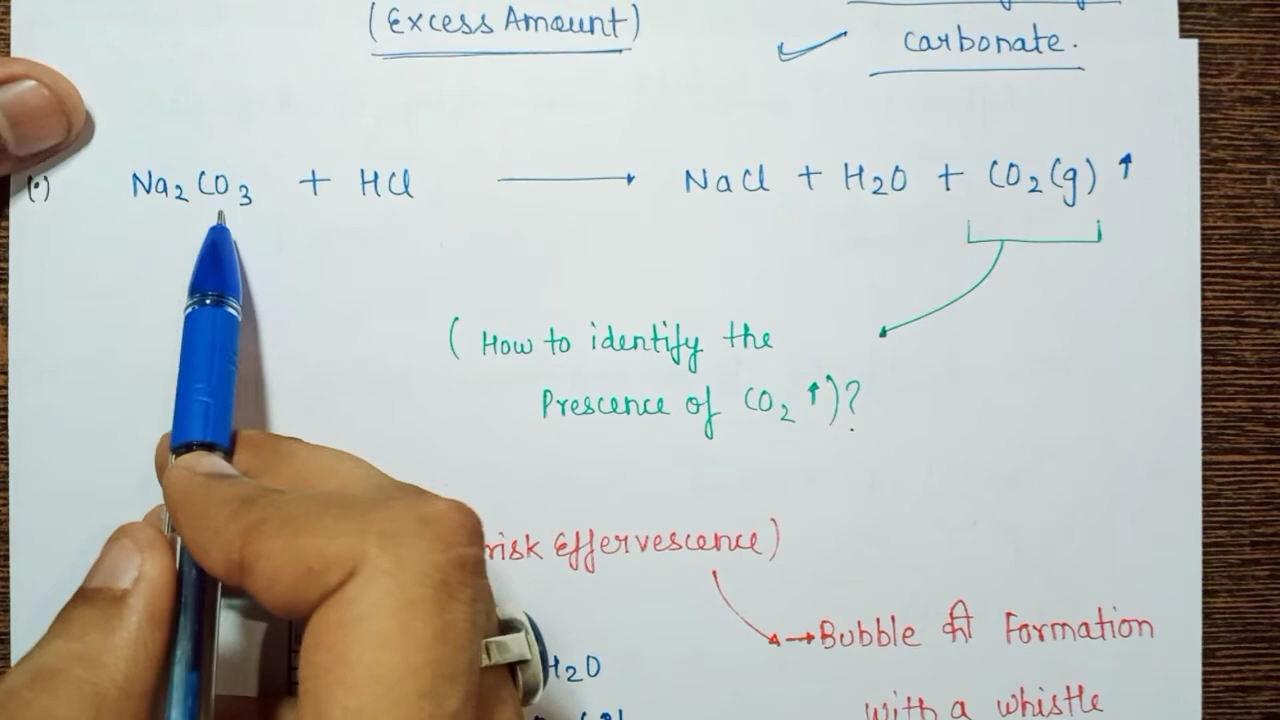 (Excess Amount)
carbonate.
(•) Na₂CO₃ + HCl → NaCl + H₂O + CO₂(g) ↑
( How to identify the
Prescence of CO₂ ↑)?
risk Effervescence)
→Bubble की Formation
H₂O
with a whistle